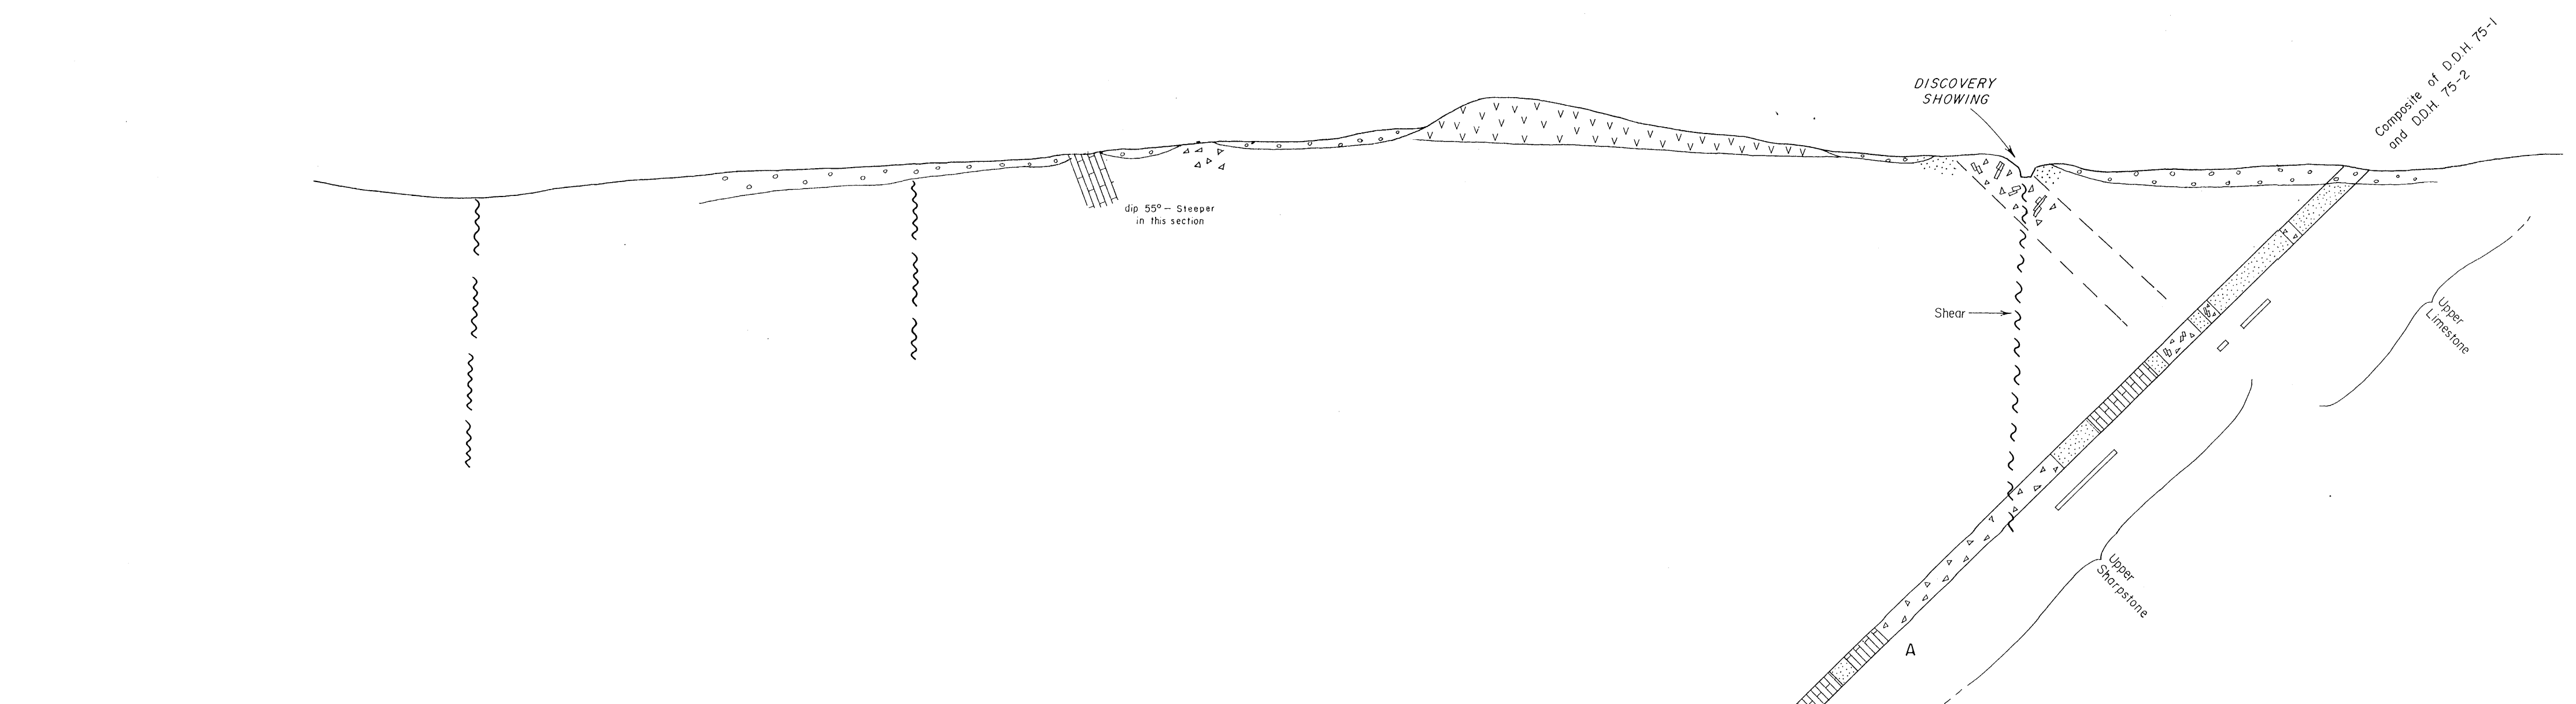 DISCOVERY
SHOWING
Composite of D.D.H. 75-1
and D.D.H. 75-2
dip 55° — Steeper
in this section
Shear
Upper
Limestone
Upper
Sharpstone
A